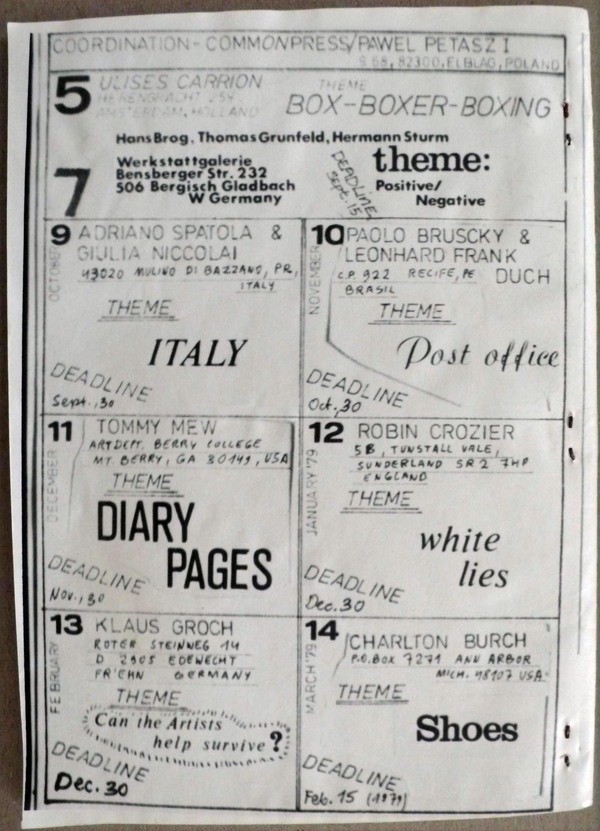 COORDINATION - COMMONPRESS/PAWEL PETASZ I
S 68, 82300, ELBLAG, POLAND
5 ULISES CARRION
HERENGRACHT 259
AMSTERDAM, HOLLAND
THEME
BOX-BOXER-BOXING
Hans Brog, Thomas Grunfeld, Hermann Sturm
7 Werkstattgalerie
Bensberger Str. 232
506 Bergisch Gladbach
W Germany
DEADLINE
Sept. 15
theme:
Positive/
Negative
9 ADRIANO SPATOLA &
GIULIA NICCOLAI
43020 MULINO DI BAZZANO, PR,
ITALY
OCTOBER
THEME
ITALY
DEADLINE
Sept., 30
10 PAOLO BRUSCKY &
LEONHARD FRANK
DUCH
C.P. 922 RECIFE, PE
BRASIL
NOVEMBER
THEME
Post office
DEADLINE
Oct, 30
11 TOMMY MEW
ART DEPT. BERRY COLLEGE
MT. BERRY, GA 30149, USA
DECEMBER
THEME
DIARY
PAGES
DEADLINE
Nov., 30
12 ROBIN CROZIER
5B, TUNSTALL VALE,
SUNDERLAND SR2 7HP
ENGLAND
JANUARY '79
THEME
white
lies
DEADLINE
Dec. 30
13 KLAUS GROCH
ROTER STEINWEG 14
D 2905 EDEWECHT
FR'EHN GERMANY
FEBRUARY
THEME
Can the Artists
help survive?
DEADLINE
Dec. 30
14 CHARLTON BURCH
P.O. BOX 7271 ANN ARBOR
MICH. 48107 USA
MARCH '79
THEME
Shoes
DEADLINE
Feb. 15 (1979)